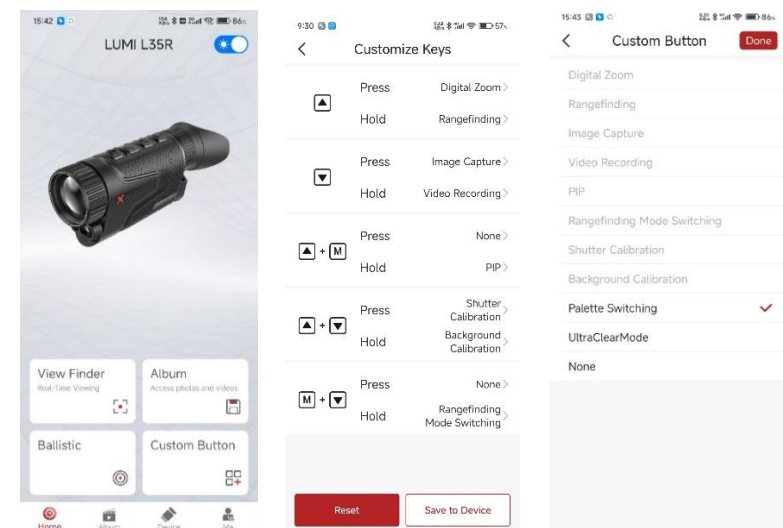 15:42
86%
LUMI L35R
View Finder
Real-Time Viewing
Album
Access photos and videos
Ballistic
Custom Button
Home
Album
Device
Me
9:30
57%
Customize Keys
Press
Digital Zoom >
Hold
Rangefinding >
Press
Image Capture >
Hold
Video Recording >
+ M
Press
None >
Hold
PIP >
+
Press
Shutter
Calibration >
Hold
Background
Calibration >
M +
Press
None >
Hold
Rangefinding
Mode Switching >
Reset
Save to Device
15:43
86%
Custom Button
Done
Digital Zoom
Rangefinding
Image Capture
Video Recording
PIP
Rangefinding Mode Switching
Shutter Calibration
Background Calibration
Palette Switching
UltraClearMode
None